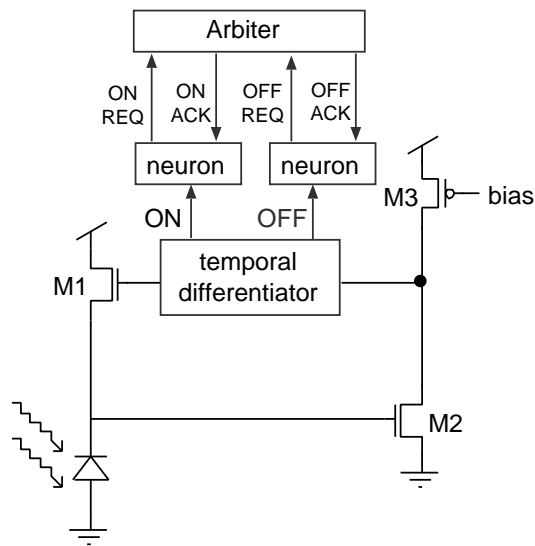 Arbiter
ON
REQ
ON
ACK
OFF
REQ
OFF
ACK
neuron
neuron
M3
bias
ON
OFF
M1
temporal
differentiator
M2